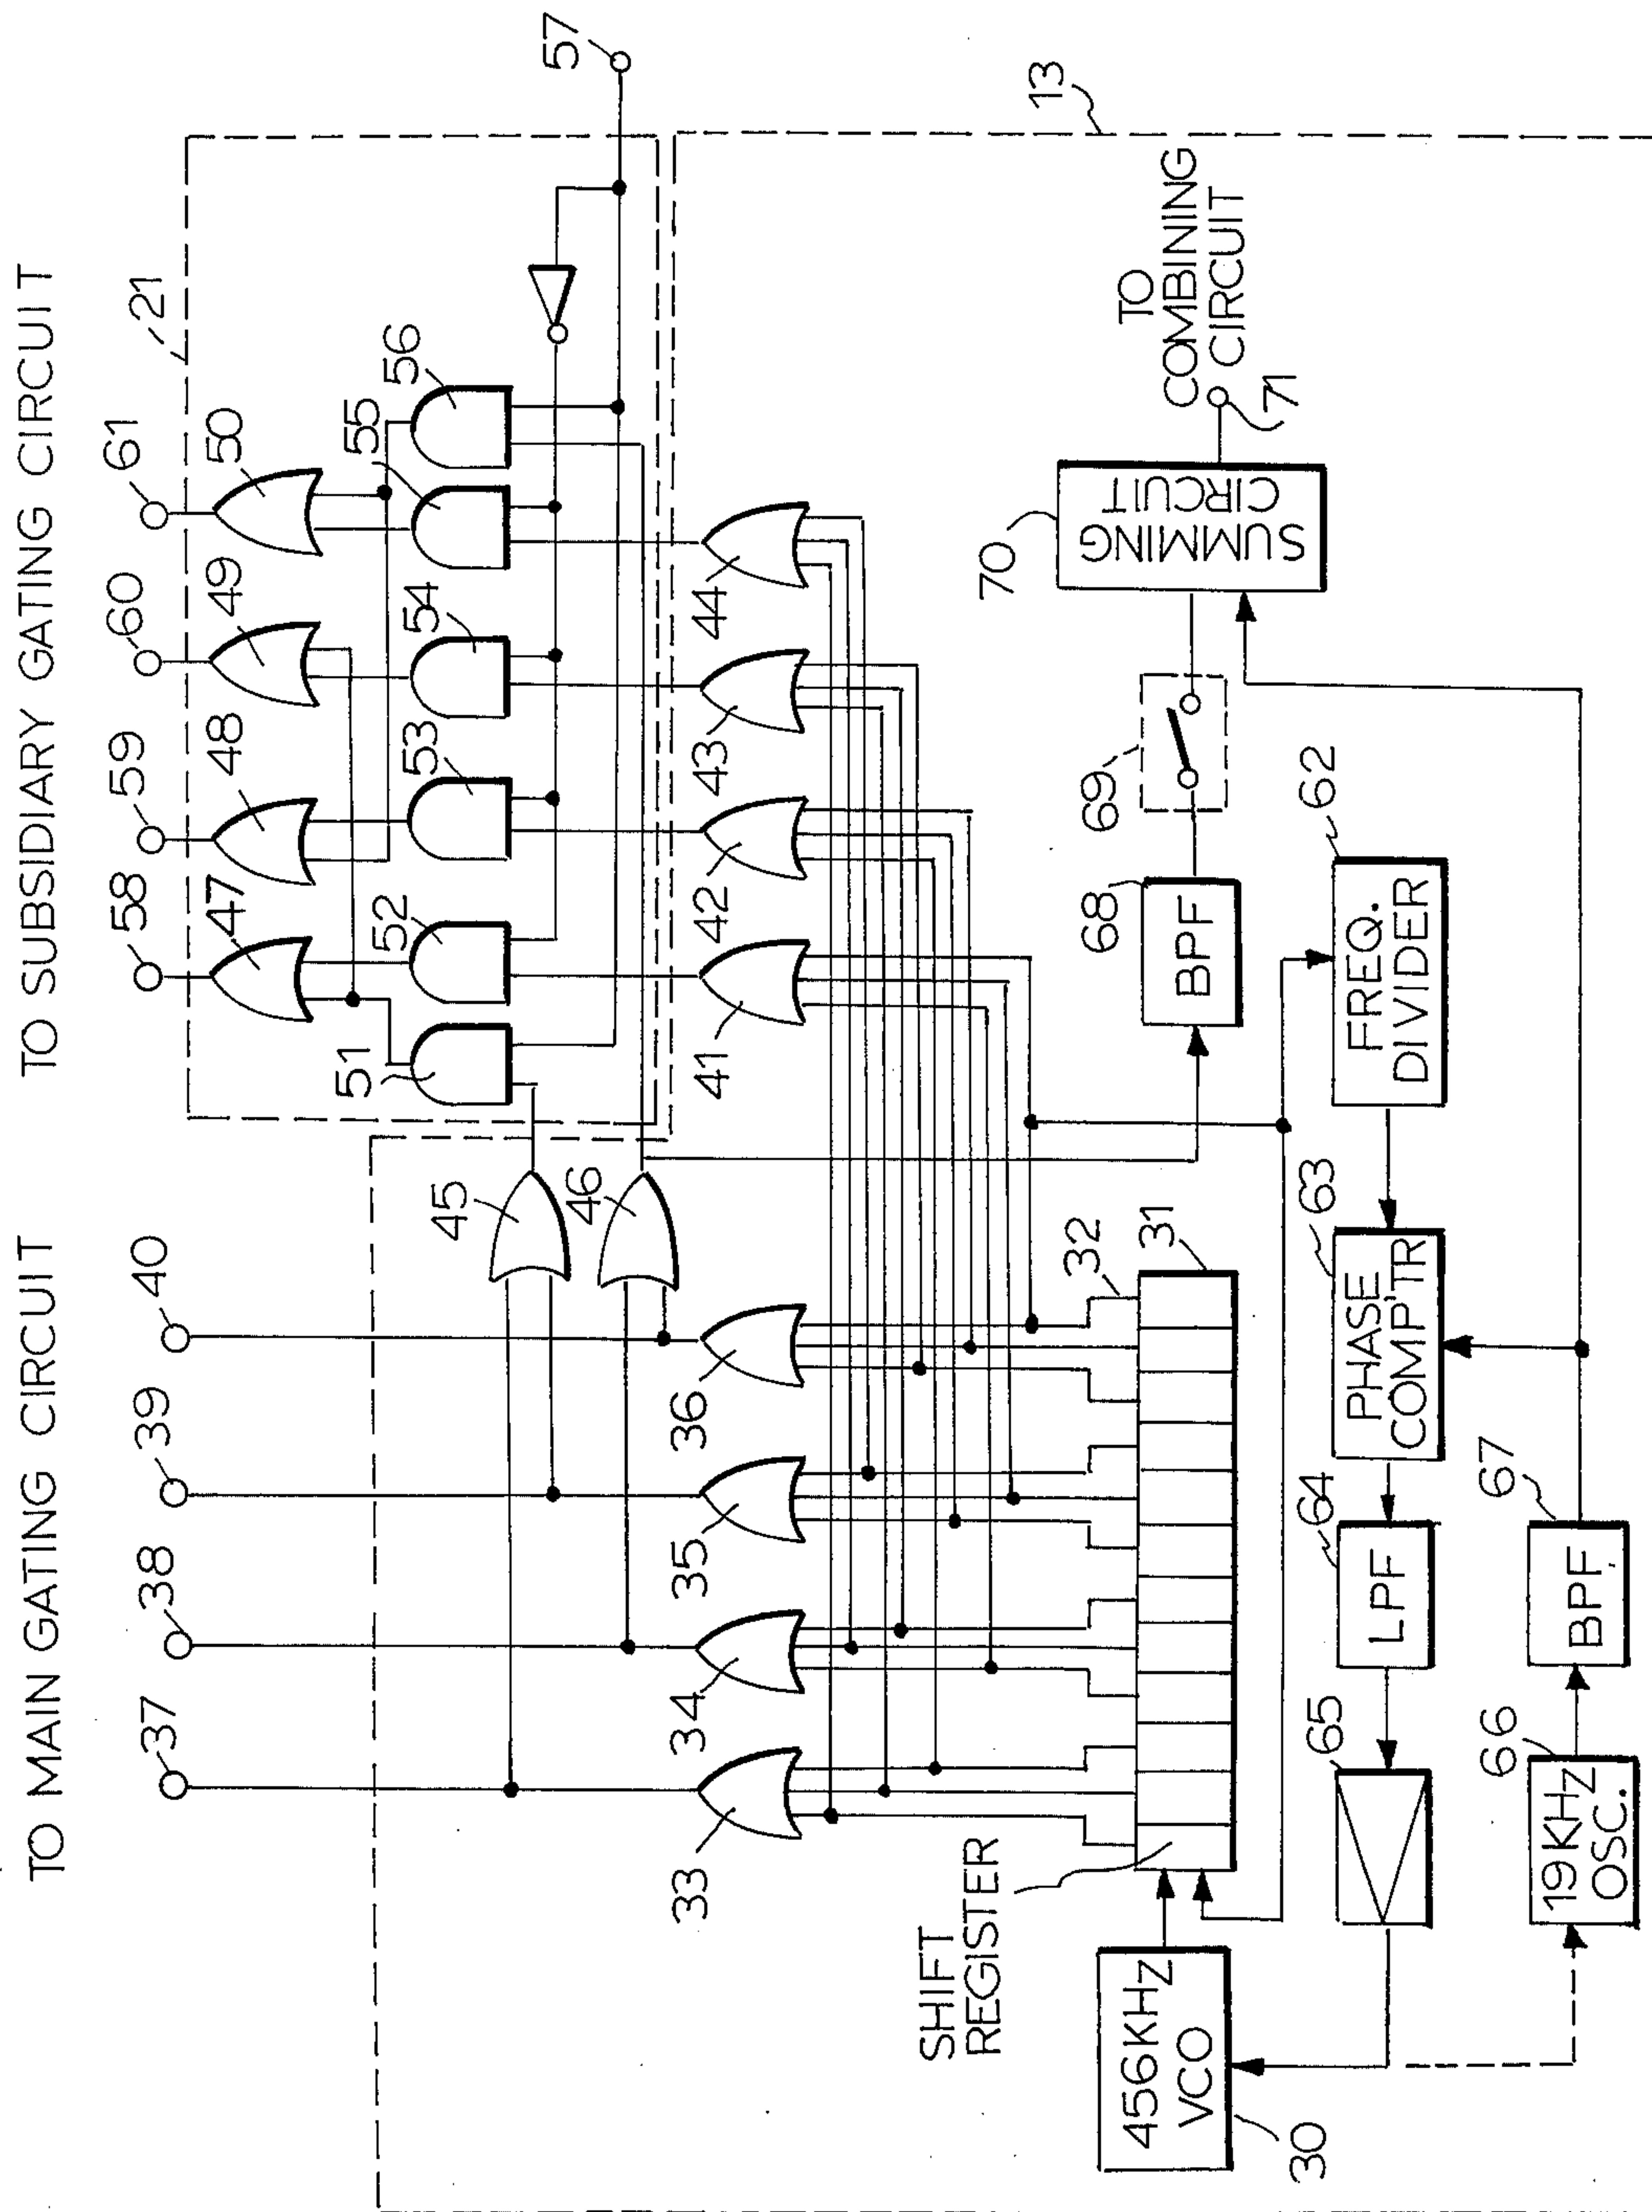 TO MAIN GATING CIRCUIT
TO SUBSIDIARY GATING CIRCUIT
37
38
39
40
58
59
60
61
21
47
48
49
50
51
52
53
54
55
56
57
45
46
33
34
35
36
41
42
43
44
13
SHIFT
REGISTER
32
31
456KHz
VCO
30
BPF
68
69
SUMMING
CIRCUIT
70
TO
COMBINING
CIRCUIT
71
65
LPF
64
PHASE
COMP'TR
63
FREQ.
DIVIDER
62
19KHz
OSC.
66
BPF
67